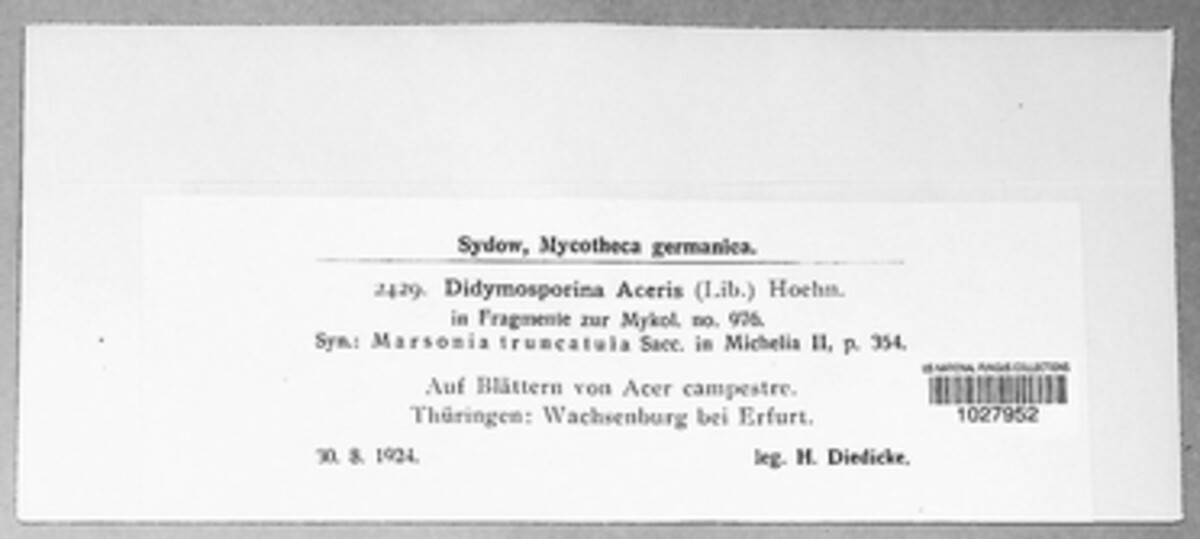 Sydow, Mycotheca germanica.
2429. Didymosporina Aceris (Lib.) Hoehn.
in Fragmente zur Mykol. no. 976.
Syn.: Marsonia truncatula Sacc. in Michelia II, p. 354.
Auf Blättern von Acer campestre.
Thüringen: Wachsenburg bei Erfurt.
30. 8. 1924. leg. H. Diedicke.
US NATIONAL FUNGUS COLLECTIONS
1027952